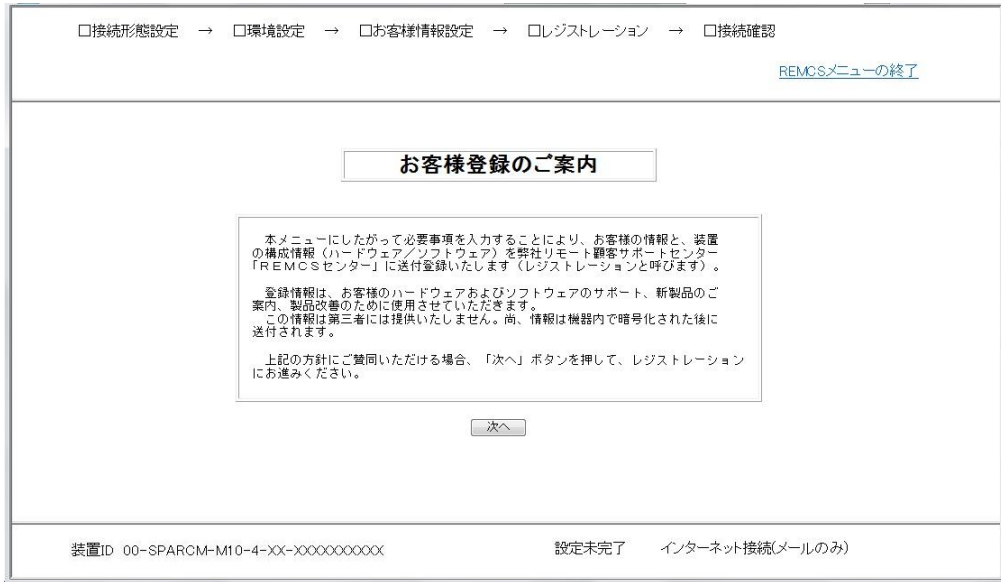 □接続形態設定 → □環境設定 → □お客様情報設定 → □レジストレーション → □接続確認
REMCSメニューの終了
お客様登録のご案内
本メニューにしたがって必要事項を入力することにより、お客様の情報と、装置
の構成情報（ハードウェア／ソフトウェア）を弊社リモート顧客サポートセンター
「ＲＥＭＣＳセンター」に送付登録いたします（レジストレーションと呼びます）。
登録情報は、お客様のハードウェアおよびソフトウェアのサポート、新製品のご
案内、製品改善のために使用させていただきます。
この情報は第三者には提供いたしません。尚、情報は機器内で暗号化された後に
送付されます。
上記の方針にご賛同いただける場合、「次へ」ボタンを押して、レジストレーション
にお進みください。
次へ
装置ID 00-SPARCM-M10-4-XX-XXXXXXXXXX 設定未完了 インターネット接続(メールのみ)